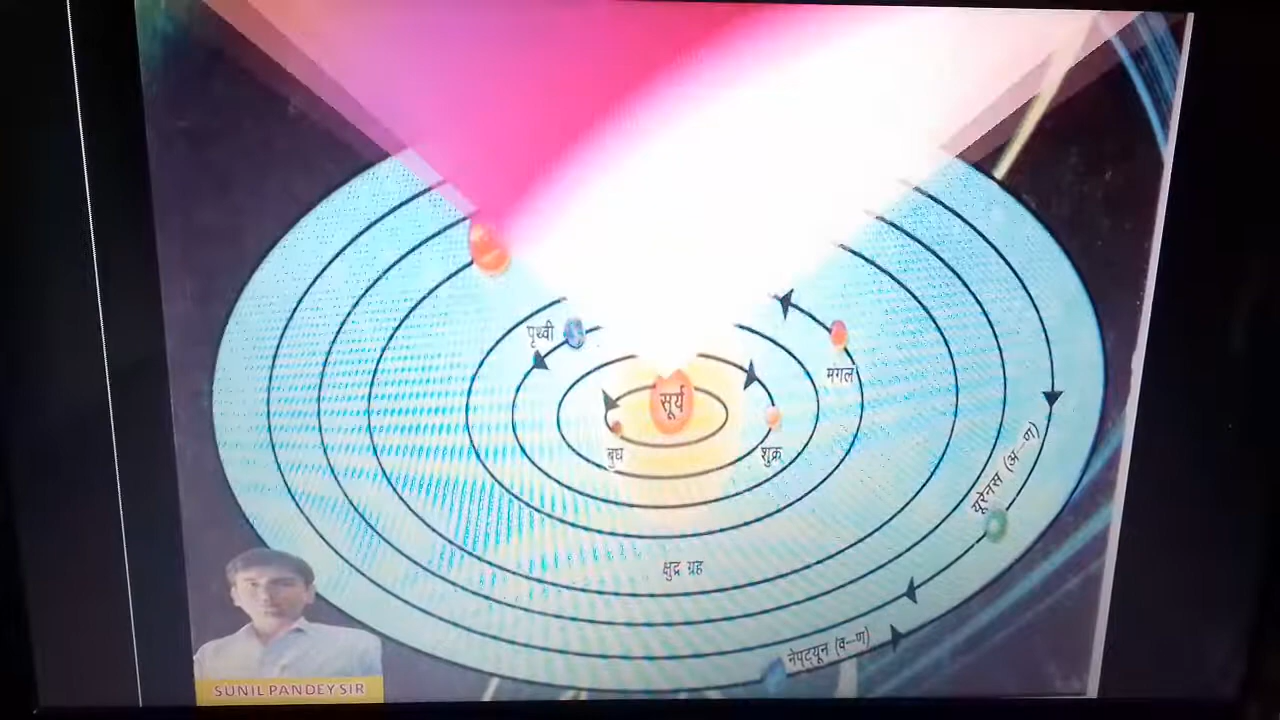 पृथ्वी
मंगल
सूर्य
बुध
शुक्र
यूरेनस (अ–ण)
क्षुद्र ग्रह
नेपट्यून (व–ण)
SUNIL PANDEY SIR